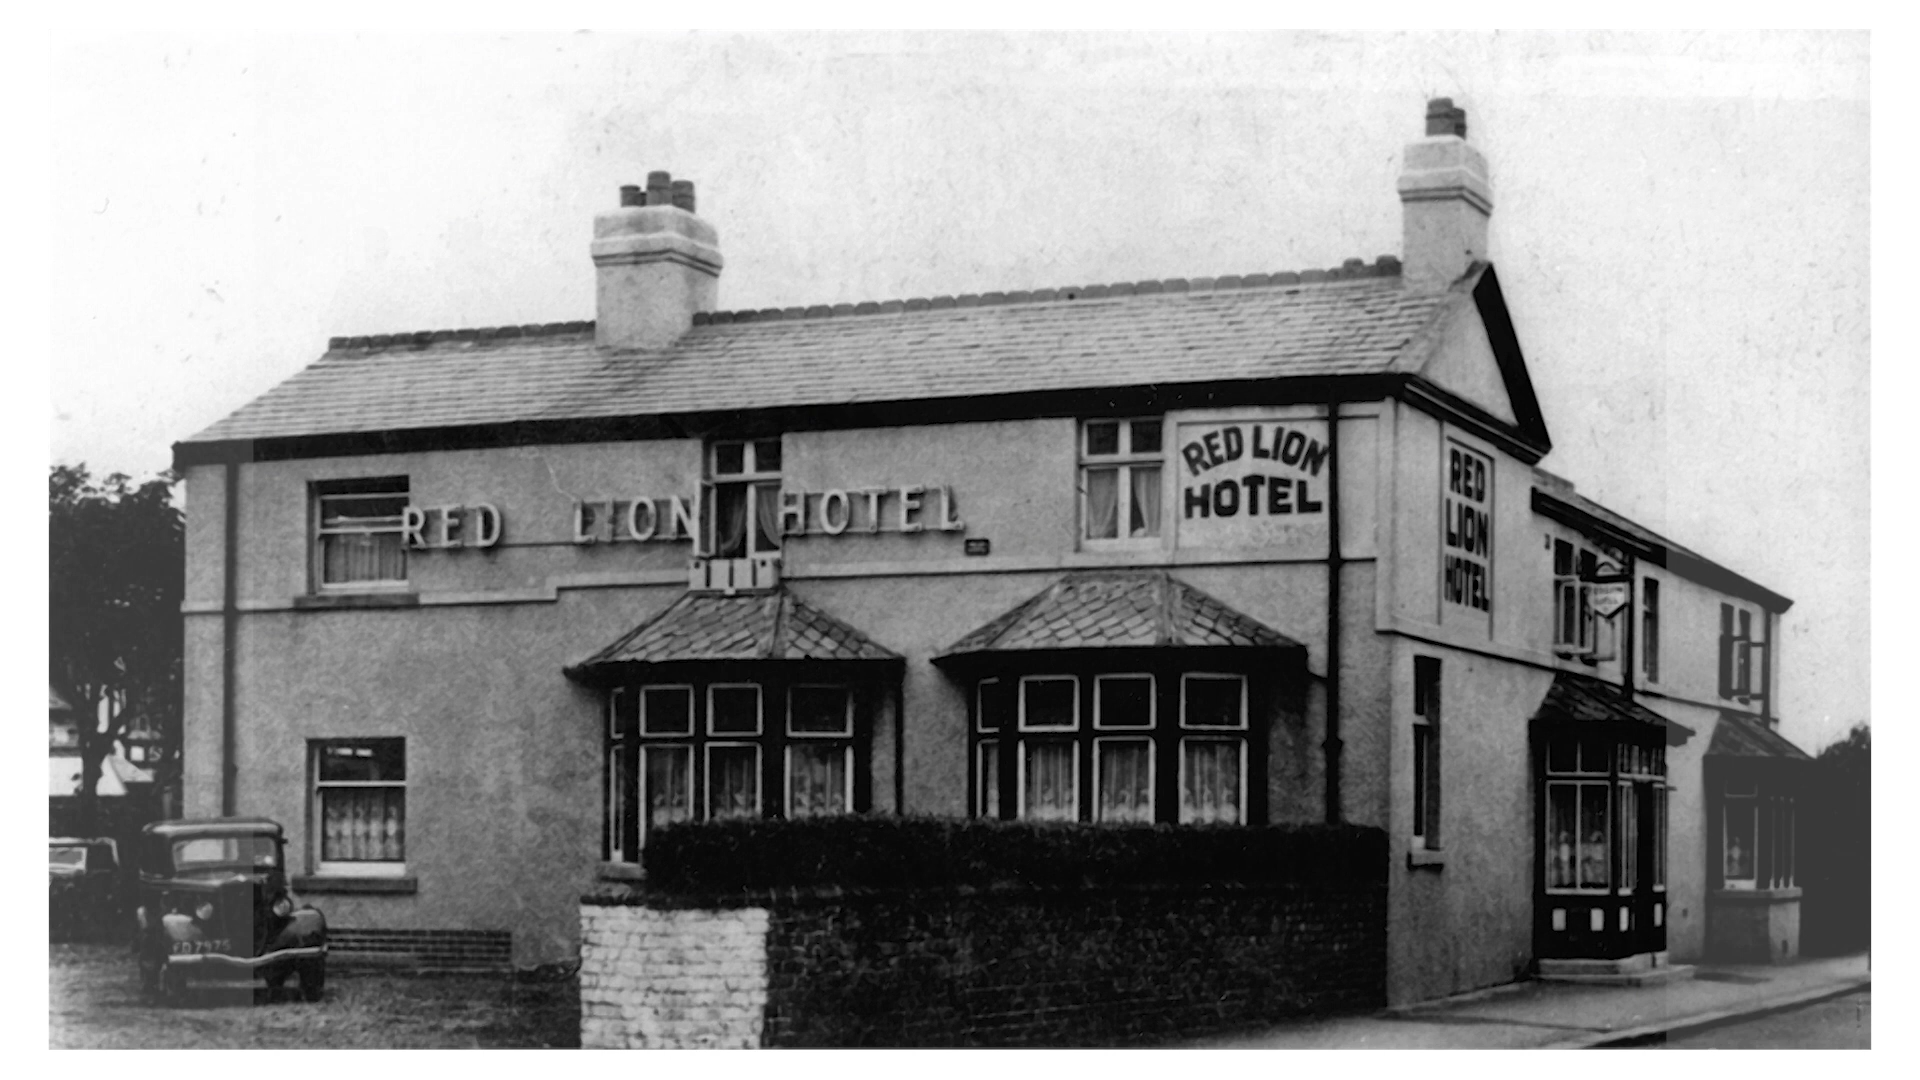 RED LION HOTEL
RED LION
HOTEL
RED
LION
HOTEL
FD 7975